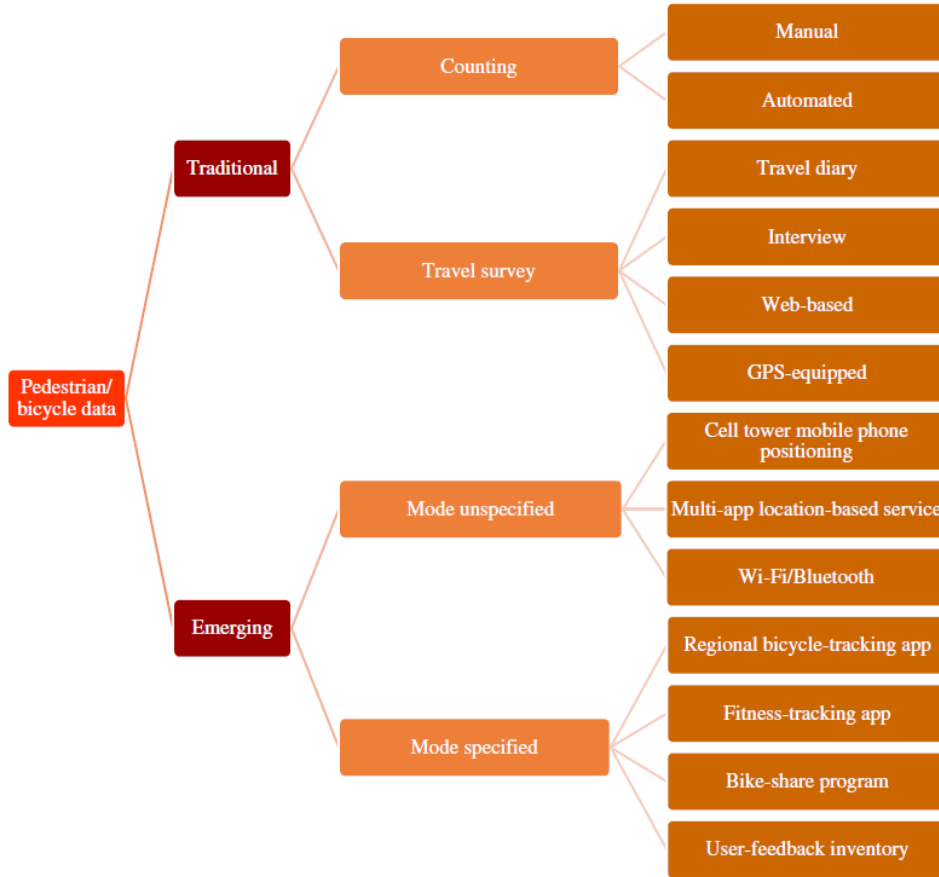 Pedestrian/
bicycle data
Traditional
Emerging
Counting
Travel survey
Mode unspecified
Mode specified
Manual
Automated
Travel diary
Interview
Web-based
GPS-equipped
Cell tower mobile phone
positioning
Multi-app location-based service
Wi-Fi/Bluetooth
Regional bicycle-tracking app
Fitness-tracking app
Bike-share program
User-feedback inventory